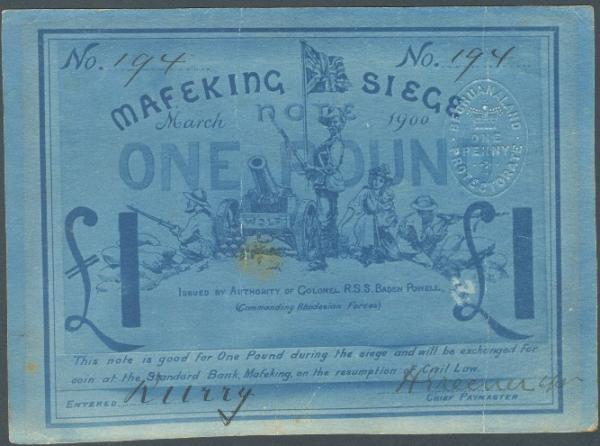 No. 194 No. 194
MAFEKING SIEGE
NOTE
March 1900
ONE POUND
BECHUANALAND
ONE
PENNY
PROTECTORATE
WOLF
£1 £1
ISSUED BY AUTHORITY OF COLONEL R.S.S. BADEN POWELL,
(Commanding Rhodesian Forces)
This note is good for One Pound during the siege and will be exchanged for
coin at the Standard Bank, Mafeking, on the resumption of Civil Law.
ENTERED
CHIEF PAYMASTER